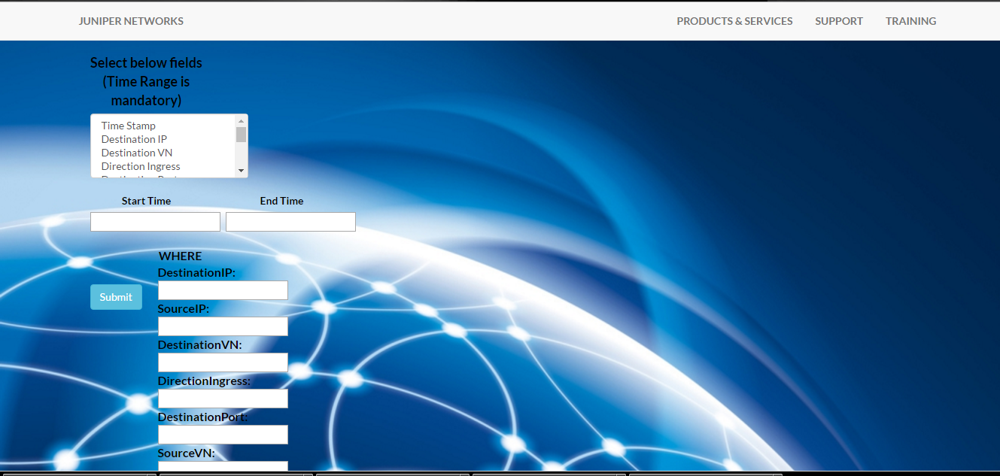 JUNIPER NETWORKS PRODUCTS & SERVICES SUPPORT TRAINING
Select below fields
(Time Range is
mandatory)
Time Stamp
Destination IP
Destination VN
Direction Ingress
Start Time End Time
WHERE
DestinationIP:
Submit
SourceIP:
DestinationVN:
DirectionIngress:
DestinationPort:
SourceVN: